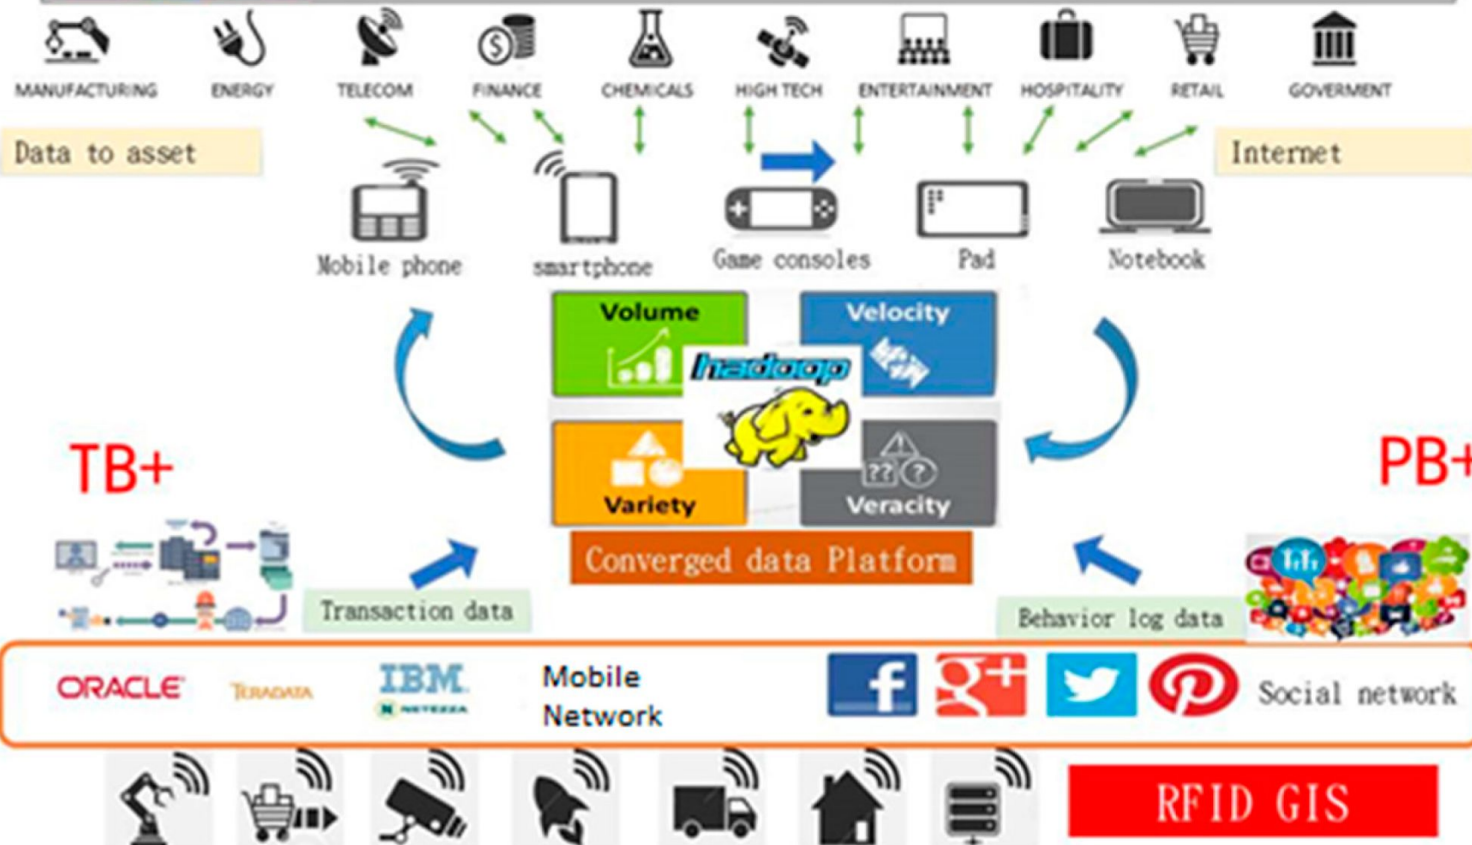 MANUFACTURING
ENERGY
TELECOM
FINANCE
CHEMICALS
HIGH TECH
ENTERTAINMENT
HOSPITALITY
RETAIL
GOVERMENT
Data to asset
Internet
Mobile phone
smartphone
Game consoles
Pad
Notebook
Volume
Velocity
hadoop
TB+
PB+
??
?
Variety
Veracity
Converged data Platform
Transaction data
Behavior log data
ORACLE
TERADATA
IBM
NETEZZA
Mobile
Network
f
g+
Social network
RFID GIS